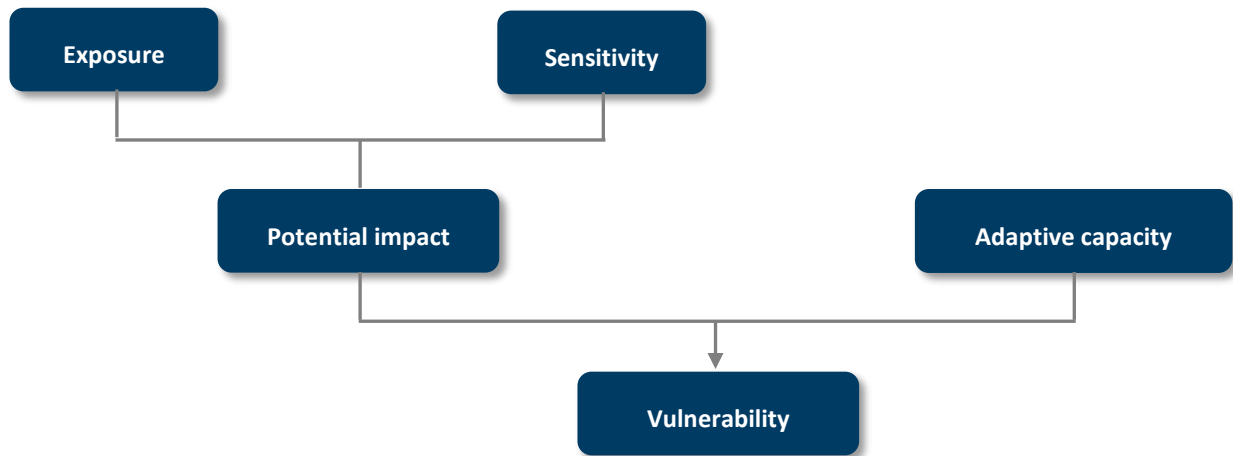 Exposure
Sensitivity
Potential impact
Adaptive capacity
Vulnerability